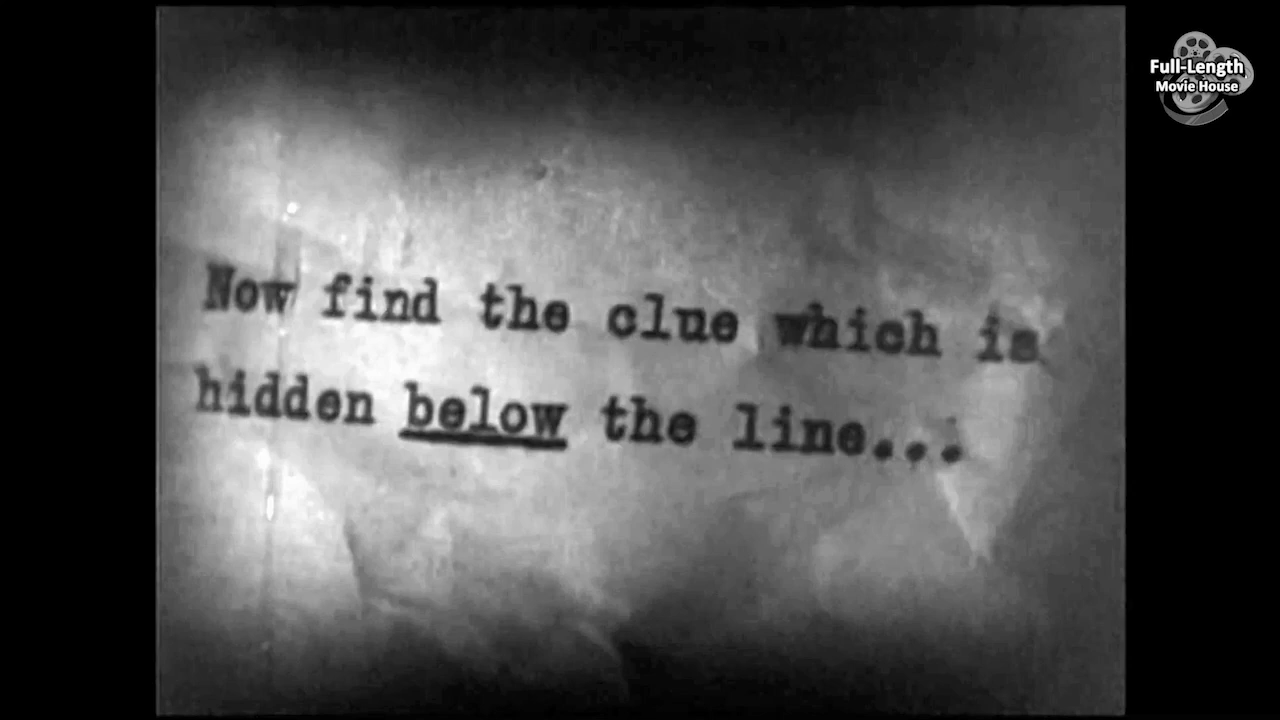 Full-Length
Movie House
Now find the clue which is
hidden below the line...